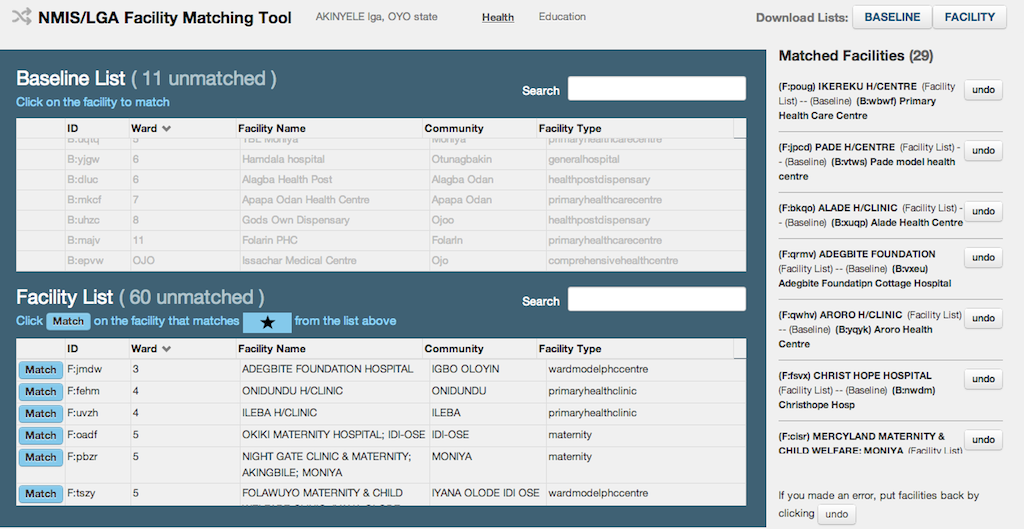 NMIS/LGA Facility Matching Tool AKINYELE lga, OYO state Health Education Download Lists: BASELINE FACILITY
Baseline List ( 11 unmatched )
Click on the facility to match
Search
ID Ward Facility Name Community Facility Type
B:uqtq 5 TBL Moniya Moniya primaryhealthcarecentre
B:yjgw 6 Hamdala hospital Otunagbakin generalhospital
B:dluc 6 Alagba Health Post Alagba Odan healthpostdispensary
B:mkcf 7 Apapa Odan Health Centre Apapa Odan primaryhealthcarecentre
B:uhzc 8 Gods Own Dispensary Ojoo healthpostdispensary
B:majv 11 Folarin PHC FolarIn primaryhealthcarecentre
B:epvw OJO Issachar Medical Centre Ojo comprehensivehealthcentre
Facility List ( 60 unmatched )
Click Match on the facility that matches ★ from the list above
Search
ID Ward Facility Name Community Facility Type
Match F:jmdw 3 ADEGBITE FOUNDATION HOSPITAL IGBO OLOYIN wardmodelphccentre
Match F:fehm 4 ONIDUNDU H/CLINIC ONIDUNDU primaryhealthclinic
Match F:uvzh 4 ILEBA H/CLINIC ILEBA primaryhealthclinic
Match F:oadf 5 OKIKI MATERNITY HOSPITAL; IDI-OSE IDI-OSE maternity
Match F:pbzr 5 NIGHT GATE CLINIC & MATERNITY; MONIYA maternity
AKINGBILE; MONIYA
Match F:tszy 5 FOLAWUYO MATERNITY & CHILD IYANA OLODE IDI OSE wardmodelphccentre
Matched Facilities (29)
(F:poug) IKEREKU H/CENTRE (Facility undo
List) -- (Baseline) (B:wbwf) Primary
Health Care Centre
(F:jpcd) PADE H/CENTRE (Facility List) - undo
- (Baseline) (B:vtws) Pade model health
centre
(F:bkqo) ALADE H/CLINIC (Facility List) - undo
- (Baseline) (B:xuqp) Alade Health Centre
(F:qrmv) ADEGBITE FOUNDATION undo
(Facility List) -- (Baseline) (B:vxeu)
Adegbite Foundatipn Cottage Hospital
(F:qwhv) ARORO H/CLINIC (Facility List) undo
-- (Baseline) (B:yqyk) Aroro Health
Centre
(F:fsvx) CHRIST HOPE HOSPITAL undo
(Facility List) -- (Baseline) (B:nwdm)
Christhope Hosp
(F:cisr) MERCYLAND MATERNITY & undo
CHILD WELFARE; MONIYA (Facility List)
If you made an error, put facilities back by
clicking undo